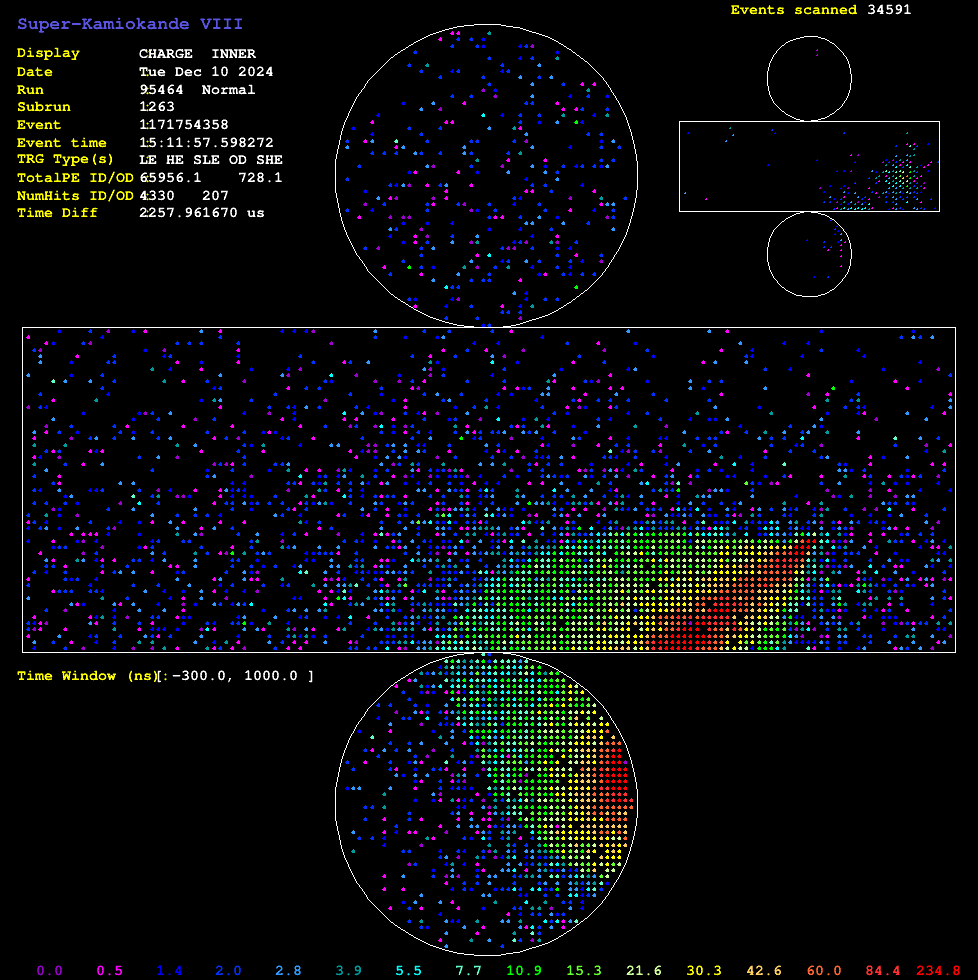 Super-Kamiokande VIII
Events scanned 34591
Display CHARGE INNER
Date Tue Dec 10 2024
Run 95464 Normal
Subrun 1263
Event 1171754358
Event time 15:11:57.598272
TRG Type(s) LE HE SLE OD SHE
TotalPE ID/OD 65956.1 728.1
NumHits ID/OD 4330 207
Time Diff 2257.961670 us
Time Window (ns): [ -300.0, 1000.0 ]
0.0 0.5 1.4 2.0 2.8 3.9 5.5 7.7 10.9 15.3 21.6 30.3 42.6 60.0 84.4 234.8